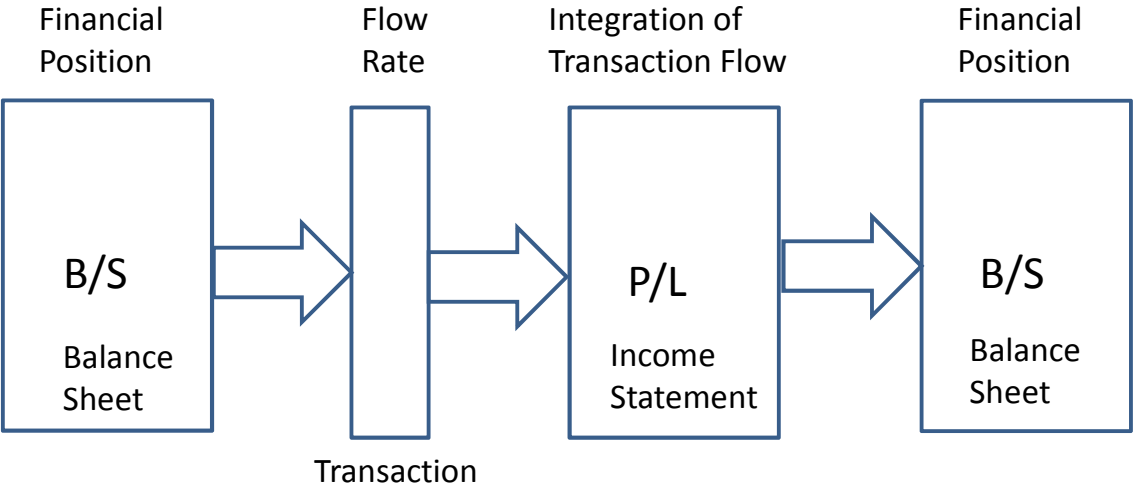 Financial
Position
Flow
Rate
Integration of
Transaction Flow
Financial
Position
B/S
Balance
Sheet
Transaction
P/L
Income
Statement
B/S
Balance
Sheet